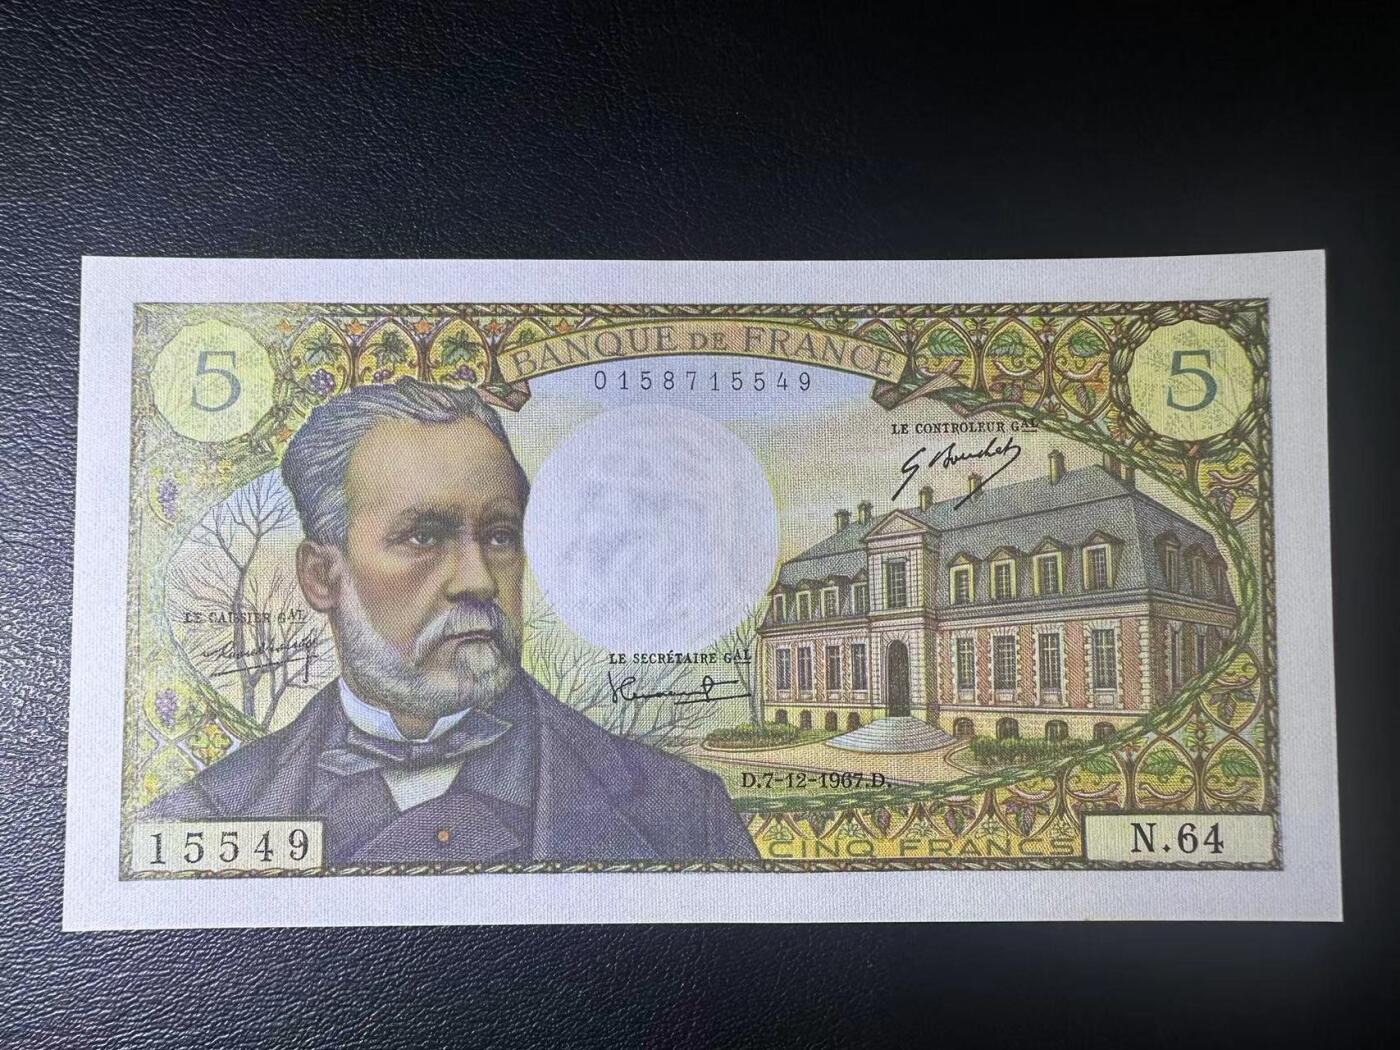 BANQUE DE FRANCE
5
5
0158715549
LE CONTROLEUR GAL
G Bouchet
LE CAISSIER GAL
LE SECRÉTAIRE GAL
D.7-12-1967.D.
15549
N.64
CINQ FRANCS